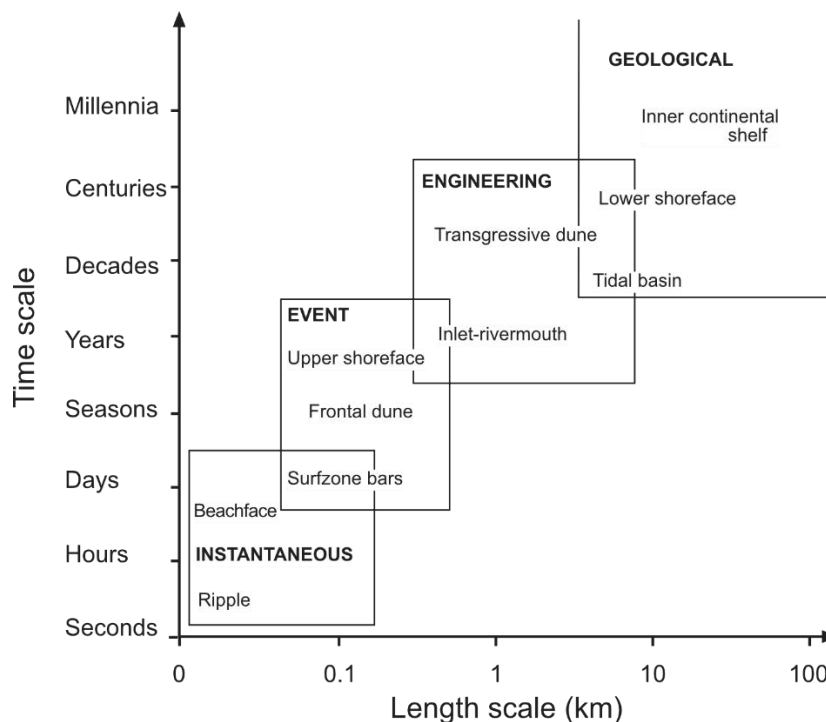 GEOLOGICAL
Millennia
Inner continental
shelf
ENGINEERING
Centuries
Lower shoreface
Transgressive dune
Decades
Tidal basin
EVENT
Inlet-rivermouth
Years
Upper shoreface
Time scale
Seasons
Frontal dune
Days
Surfzone bars
Beachface
Hours
INSTANTANEOUS
Ripple
Seconds
0
0.1
1
10
100
Length scale (km)